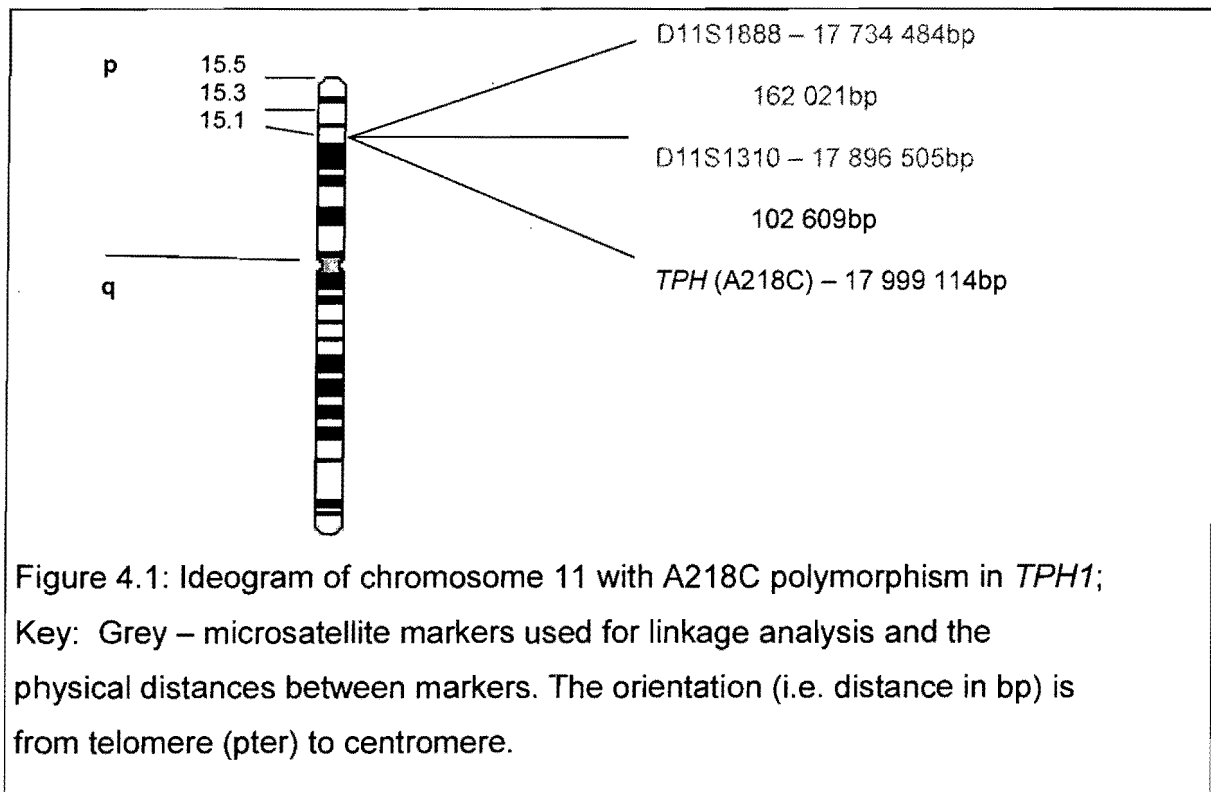 D11S1888 – 17 734 484bp
p
15.5
15.3
15.1
162 021bp
D11S1310 – 17 896 505bp
102 609bp
TPH (A218C) – 17 999 114bp
q
Figure 4.1: Ideogram of chromosome 11 with A218C polymorphism in TPH1;
Key: Grey – microsatellite markers used for linkage analysis and the
physical distances between markers. The orientation (i.e. distance in bp) is
from telomere (pter) to centromere.